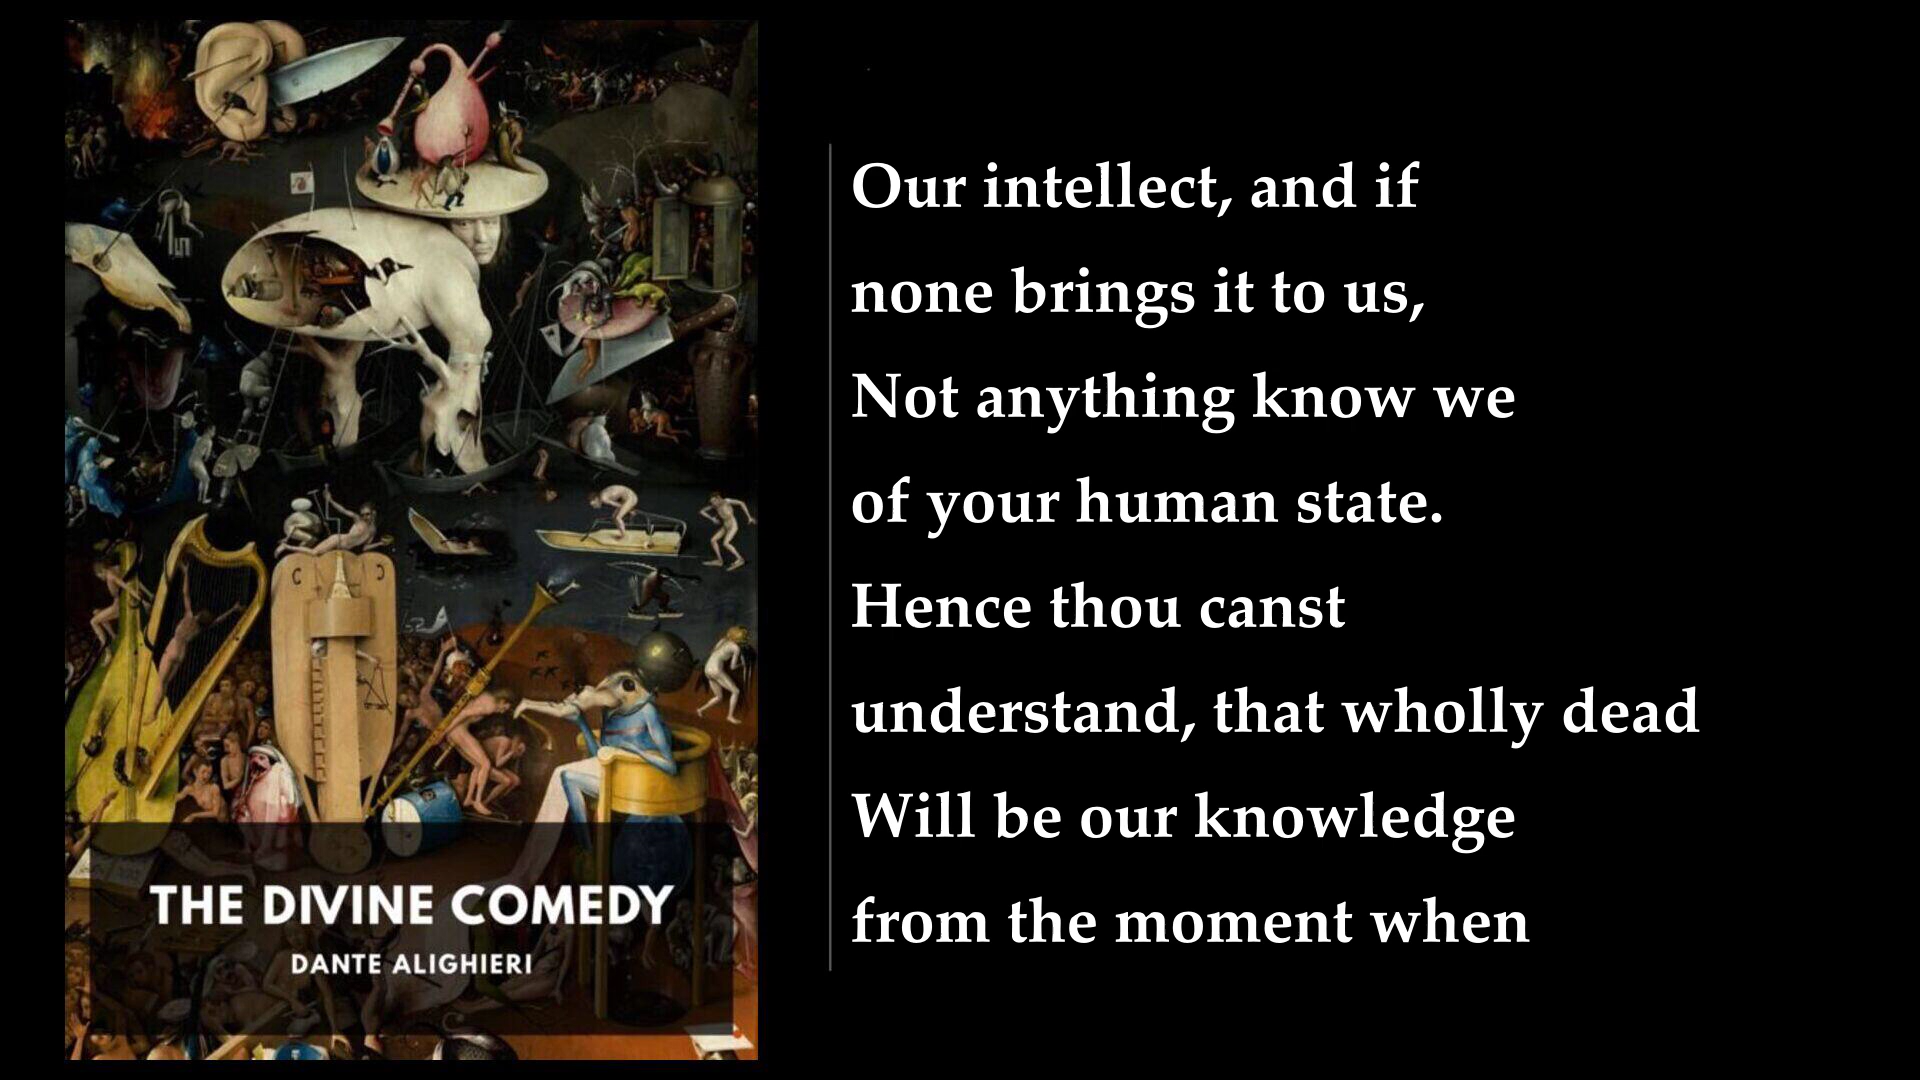 THE DIVINE COMEDY
DANTE ALIGHIERI
Our intellect, and if
none brings it to us,
Not anything know we
of your human state.
Hence thou canst
understand, that wholly dead
Will be our knowledge
from the moment when